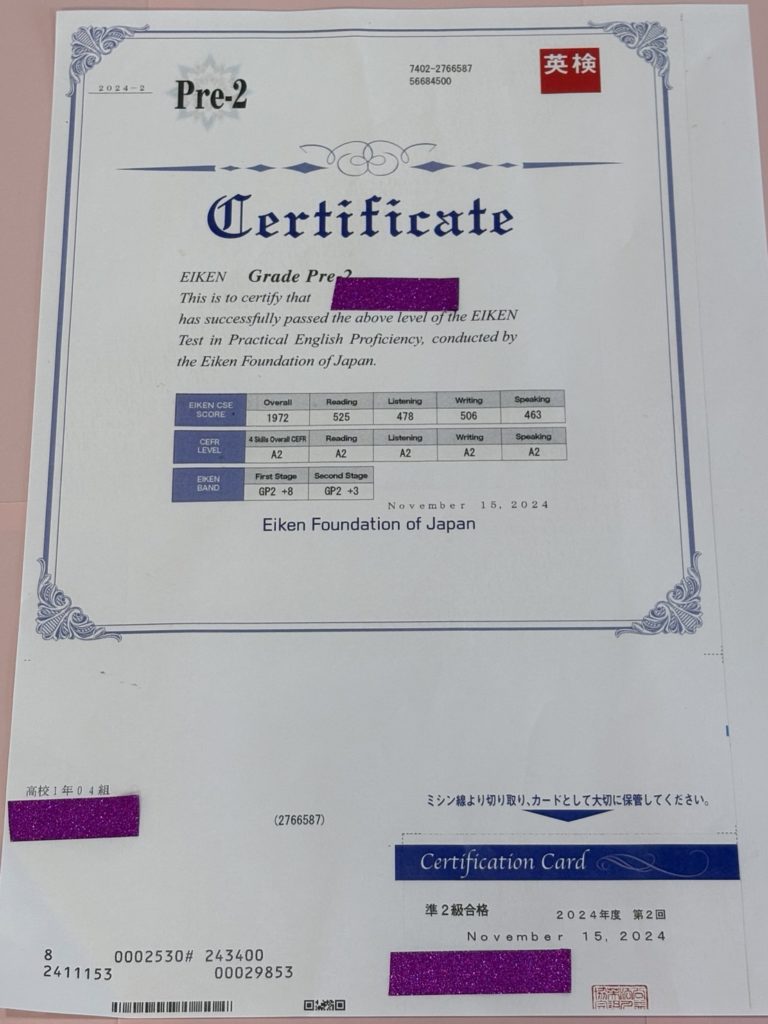 2024-2
Pre-2
7402-2766587
56684500
英検
Certificate
EIKEN Grade Pre-2
This is to certify that
has successfully passed the above level of the EIKEN
Test in Practical English Proficiency, conducted by
the Eiken Foundation of Japan.
EIKEN CSE SCORE
Overall Reading Listening Writing Speaking
1972 525 478 506 463
CEFR LEVEL
4 Skills Overall CEFR Reading Listening Writing Speaking
A2 A2 A2 A2 A2
EIKEN BAND
First Stage Second Stage
GP2 +8 GP2 +3
November 15, 2024
Eiken Foundation of Japan
高校1年04組
(2766587)
ミシン線より切り取り、カードとして大切に保管してください。
Certification Card
準2級合格 2024年度 第2回
November 15, 2024
8 0002530# 243400
2411153 00029853